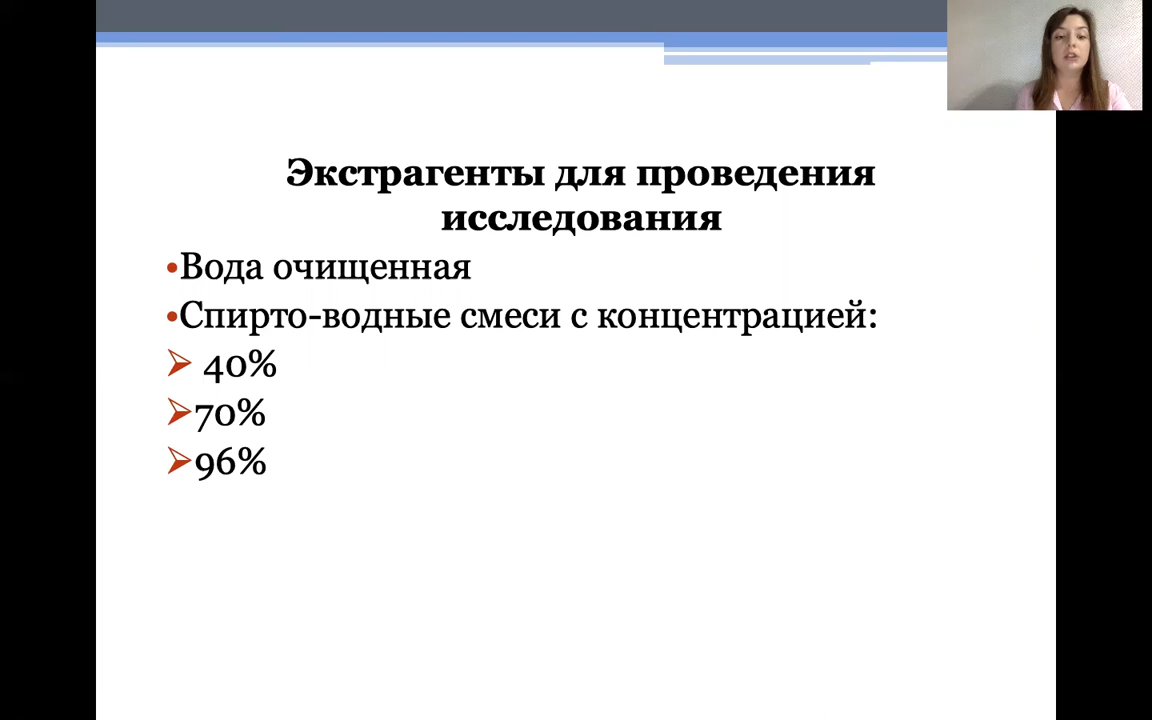 Экстрагенты для проведения
исследования
•Вода очищенная
•Спирто-водные смеси с концентрацией:
➢ 40%
➢70%
➢96%